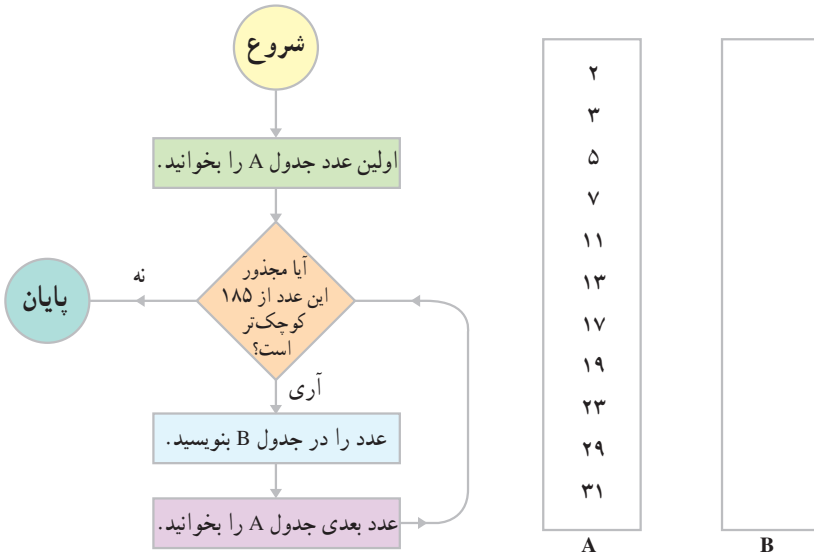 شروع
اولین عدد جدول A را بخوانید.
آیا مجذور
این عدد از ۱۸۵
کوچک‌تر
است؟
نه
پایان
آری
عدد را در جدول B بنویسید.
عدد بعدی جدول A را بخوانید.
۲
۳
۵
۷
۱۱
۱۳
۱۷
۱۹
۲۳
۲۹
۳۱
A
B